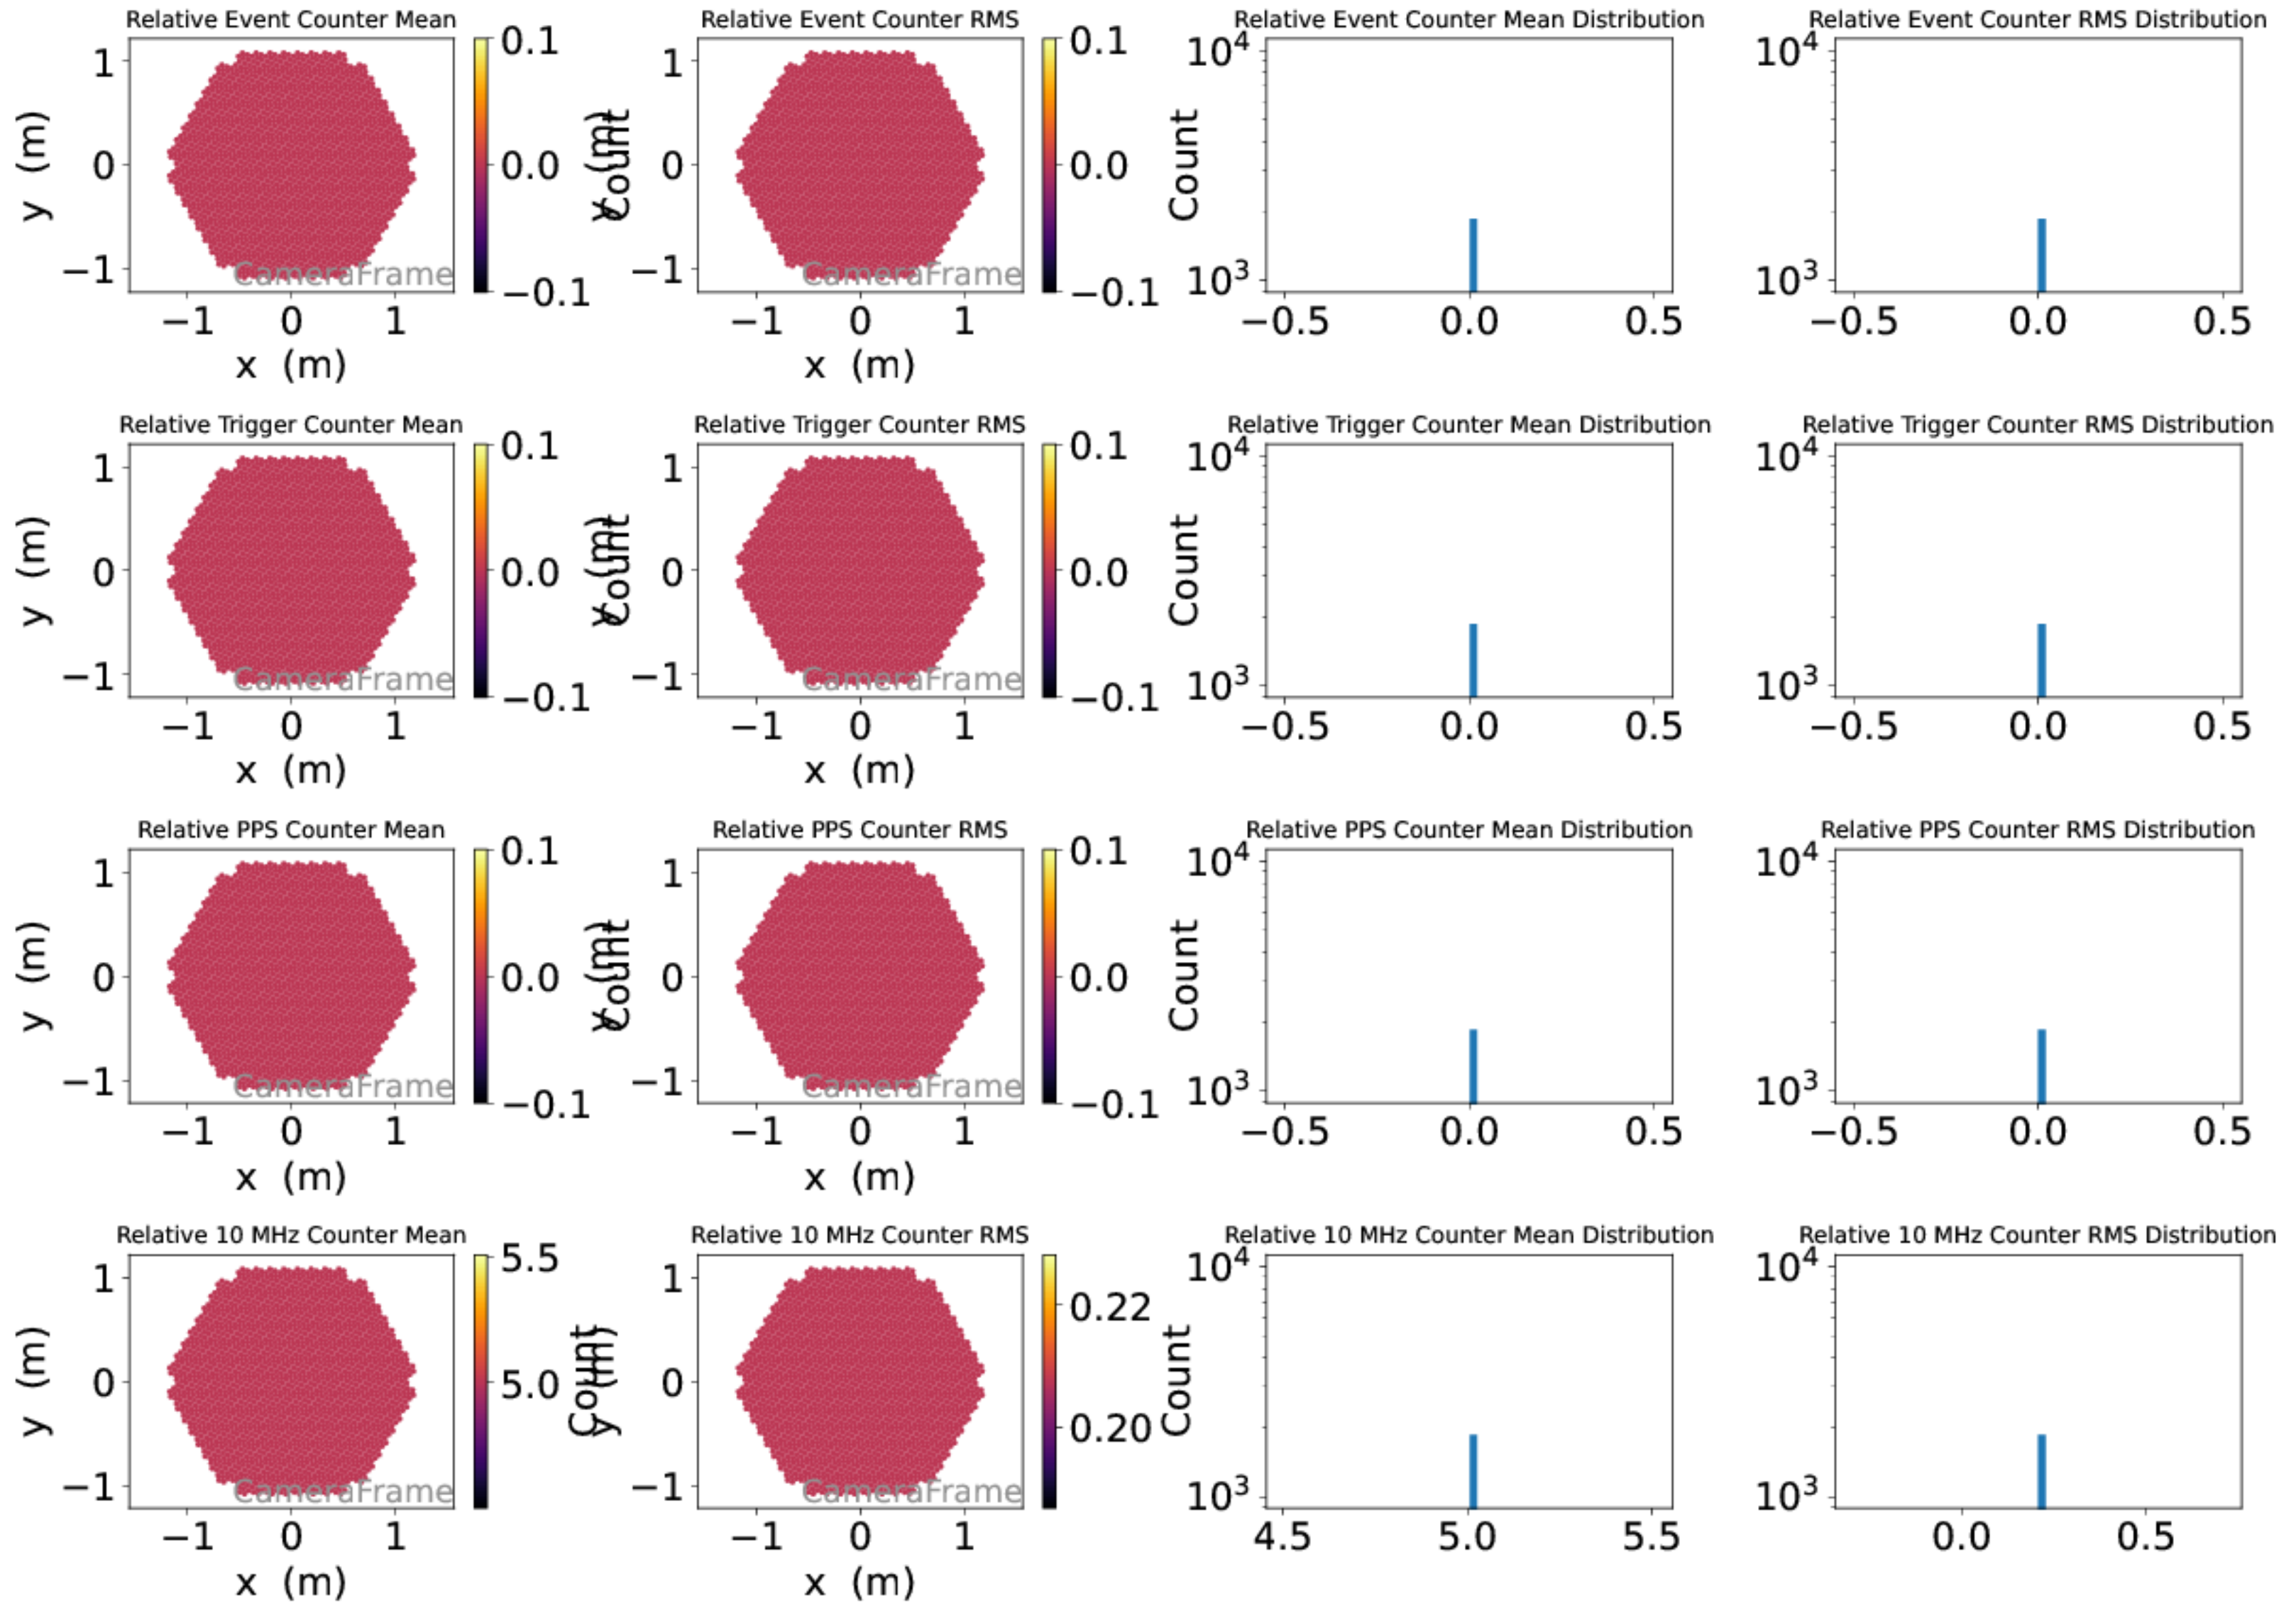 Relative Event Counter Mean
Relative Event Counter RMS
Relative Event Counter Mean Distribution
Relative Event Counter RMS Distribution
y (m)
1
0
−1
CameraFrame
−1 0 1
x (m)
0.1
0.0
−0.1
Count
y (m)
1
0
−1
CameraFrame
−1 0 1
x (m)
0.1
0.0
−0.1
Count
10⁴
10³
−0.5 0.0 0.5
10⁴
10³
−0.5 0.0 0.5
Relative Trigger Counter Mean
Relative Trigger Counter RMS
Relative Trigger Counter Mean Distribution
Relative Trigger Counter RMS Distribution
y (m)
1
0
−1
CameraFrame
−1 0 1
x (m)
0.1
0.0
−0.1
Count
y (m)
1
0
−1
CameraFrame
−1 0 1
x (m)
0.1
0.0
−0.1
Count
10⁴
10³
−0.5 0.0 0.5
10⁴
10³
−0.5 0.0 0.5
Relative PPS Counter Mean
Relative PPS Counter RMS
Relative PPS Counter Mean Distribution
Relative PPS Counter RMS Distribution
y (m)
1
0
−1
CameraFrame
−1 0 1
x (m)
0.1
0.0
−0.1
Count
y (m)
1
0
−1
CameraFrame
−1 0 1
x (m)
0.1
0.0
−0.1
Count
10⁴
10³
−0.5 0.0 0.5
10⁴
10³
−0.5 0.0 0.5
Relative 10 MHz Counter Mean
Relative 10 MHz Counter RMS
Relative 10 MHz Counter Mean Distribution
Relative 10 MHz Counter RMS Distribution
y (m)
1
0
−1
CameraFrame
−1 0 1
x (m)
5.5
5.0
Count
y (m)
1
0
−1
CameraFrame
−1 0 1
x (m)
0.22
0.20
Count
10⁴
10³
4.5 5.0 5.5
10⁴
10³
0.0 0.5